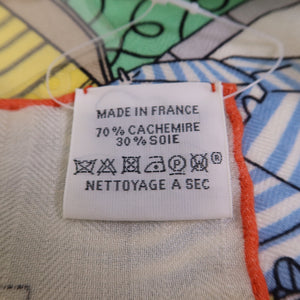 MADE IN FRANCE
70% CACHEMIRE
30% SOIE
®
NETTOYAGE A SEC